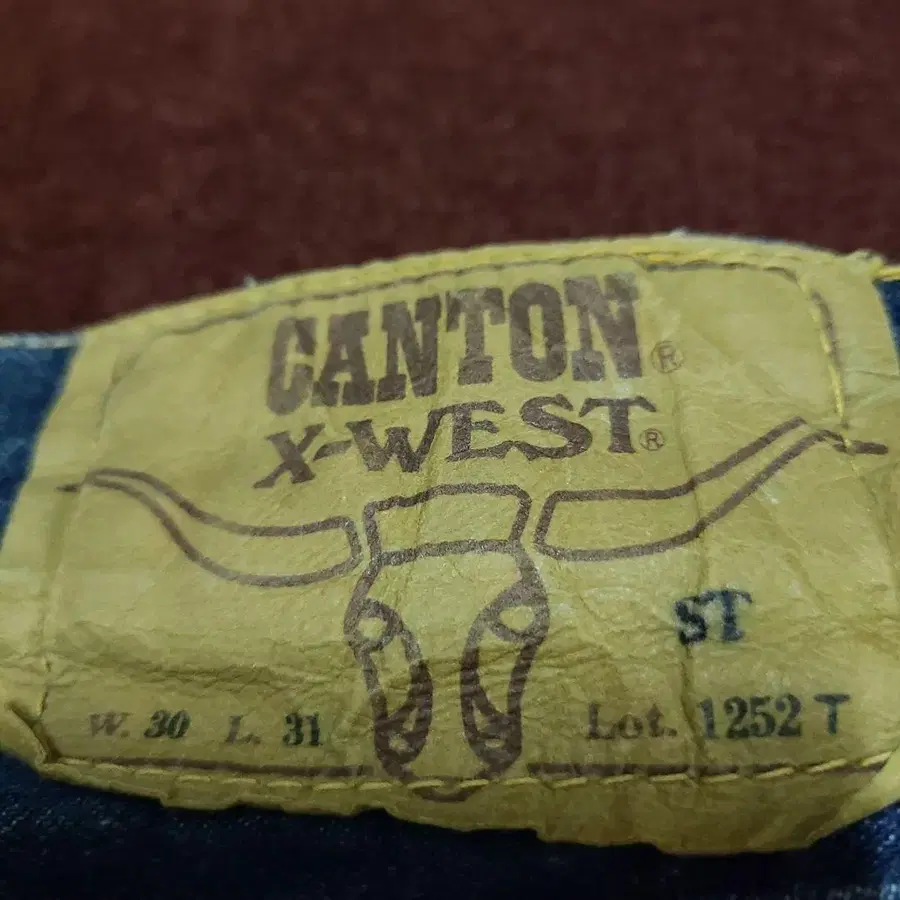 CANTON®
X-WEST®
ST
W. 30 L. 31 Lot. 1252 T